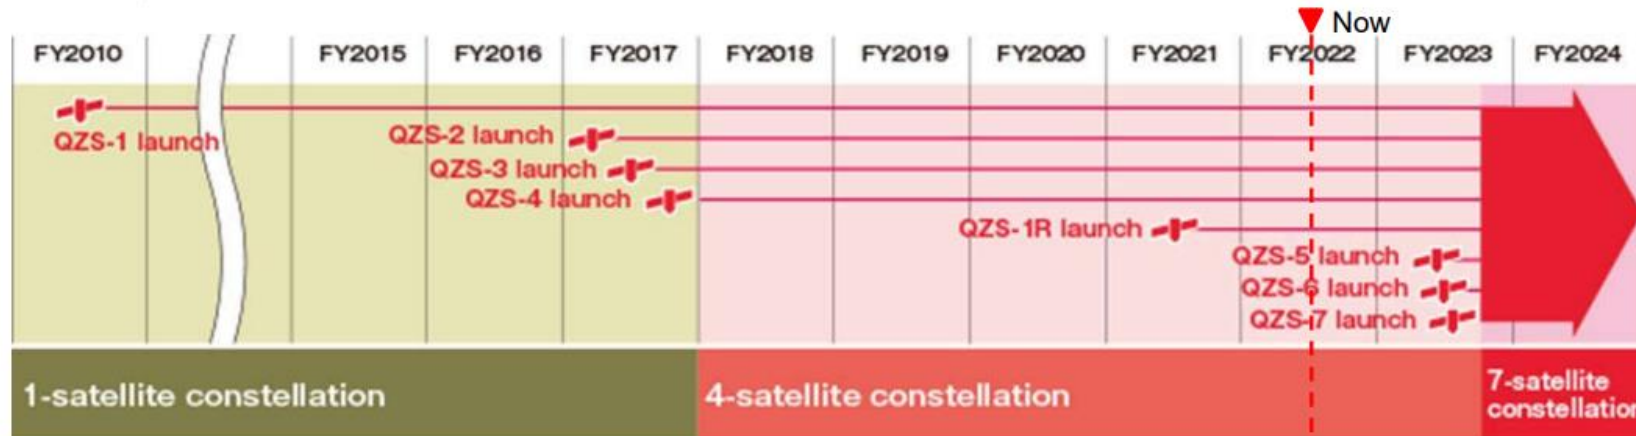 Now
FY2010 FY2015 FY2016 FY2017 FY2018 FY2019 FY2020 FY2021 FY2022 FY2023 FY2024
QZS-1 launch
QZS-2 launch
QZS-3 launch
QZS-4 launch
QZS-1R launch
QZS-5 launch
QZS-6 launch
QZS-7 launch
1-satellite constellation
4-satellite constellation
7-satellite
constellation